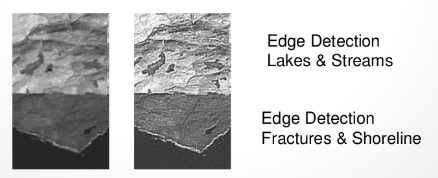 Edge Detection
Lakes & Streams
Edge Detection
Fractures & Shoreline